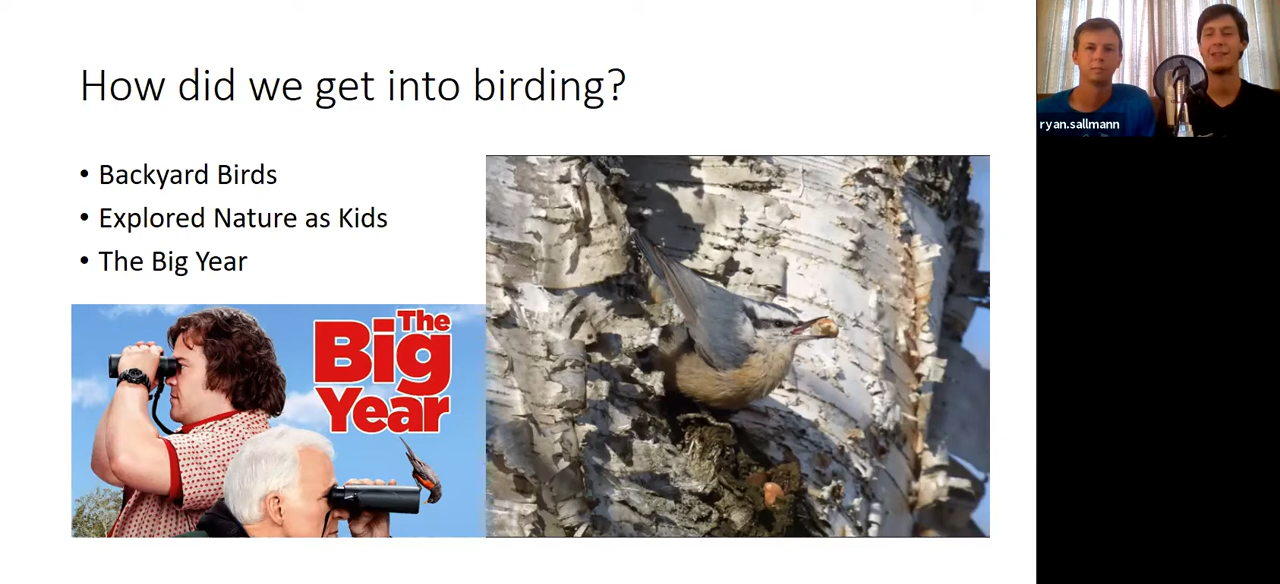 How did we get into birding?
• Backyard Birds
• Explored Nature as Kids
• The Big Year
The
Big
Year
ryan.sallmann